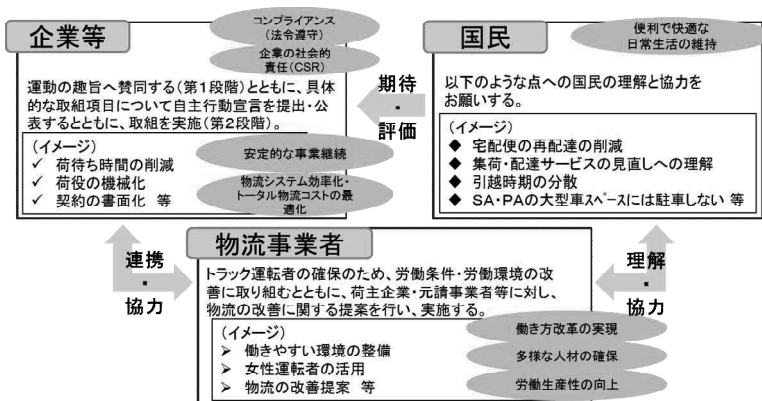 企業等
コンプライアンス
(法令遵守)
企業の社会的
責任(CSR)
運動の趣旨へ賛同する(第1段階)とともに、具体
的な取組項目について自主行動宣言を提出・公
表するとともに、取組を実施(第2段階)。
(イメージ)
✓ 荷待ち時間の削減
✓ 荷役の機械化
✓ 契約の書面化 等
安定的な事業継続
物流システム効率化・
トータル物流コストの最
適化
期待
・
評価
国民
便利で快適な
日常生活の維持
以下のような点への国民の理解と協力を
お願いする。
(イメージ)
◆ 宅配便の再配達の削減
◆ 集荷・配達サービスの見直しへの理解
◆ 引越時期の分散
◆ SA・PAの大型車スペースには駐車しない 等
連携
・
協力
物流事業者
トラック運転者の確保のため、労働条件・労働環境の改
善に取り組むとともに、荷主企業・元請事業者等に対し、
物流の改善に関する提案を行い、実施する。
(イメージ)
➢ 働きやすい環境の整備
➢ 女性運転者の活用
➢ 物流の改善提案 等
働き方改革の実現
多様な人材の確保
労働生産性の向上
理解
・
協力